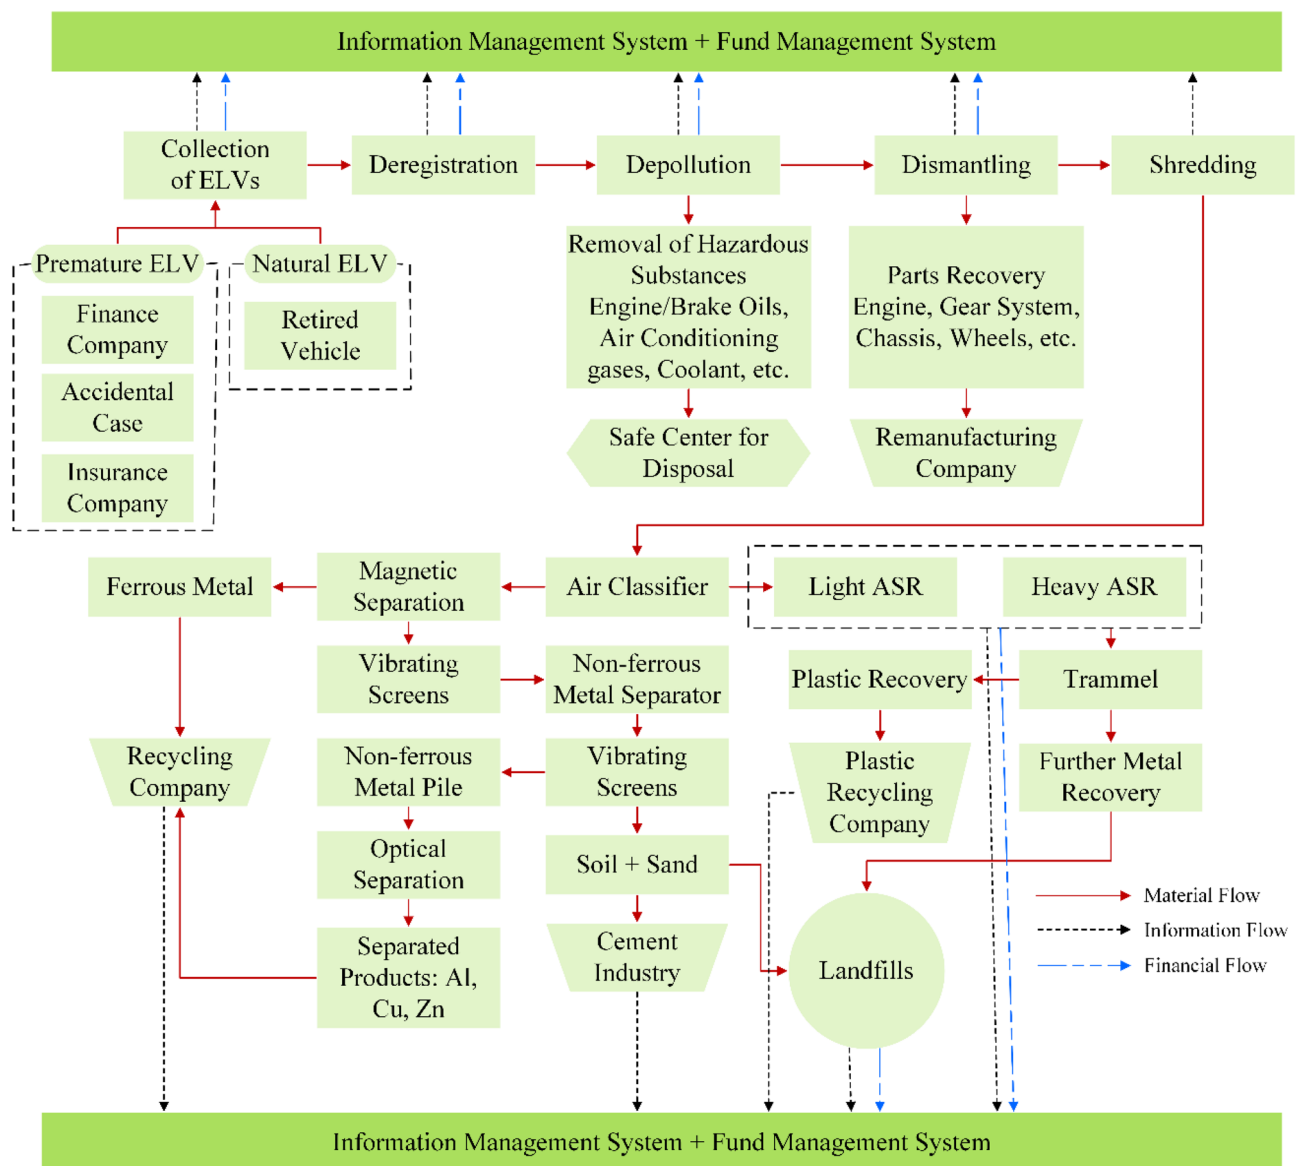 Information Management System + Fund Management System
Collection
of ELVs
Deregistration
Depollution
Dismantling
Shredding
Premature ELV
Natural ELV
Finance
Company
Accidental
Case
Insurance
Company
Retired
Vehicle
Removal of Hazardous
Substances
Engine/Brake Oils,
Air Conditioning
gases, Coolant, etc.
Parts Recovery
Engine, Gear System,
Chassis, Wheels, etc.
Safe Center for
Disposal
Remanufacturing
Company
Ferrous Metal
Magnetic
Separation
Air Classifier
Light ASR
Heavy ASR
Vibrating
Screens
Non-ferrous
Metal Separator
Plastic Recovery
Trammel
Recycling
Company
Non-ferrous
Metal Pile
Vibrating
Screens
Plastic
Recycling
Company
Further Metal
Recovery
Optical
Separation
Soil + Sand
Separated
Products: Al,
Cu, Zn
Cement
Industry
Landfills
Material Flow
Information Flow
Financial Flow
Information Management System + Fund Management System